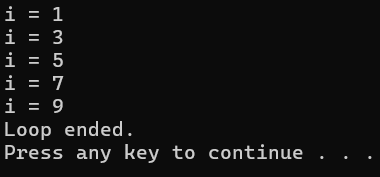 i = 1
i = 3
i = 5
i = 7
i = 9
Loop ended.
Press any key to continue . . .